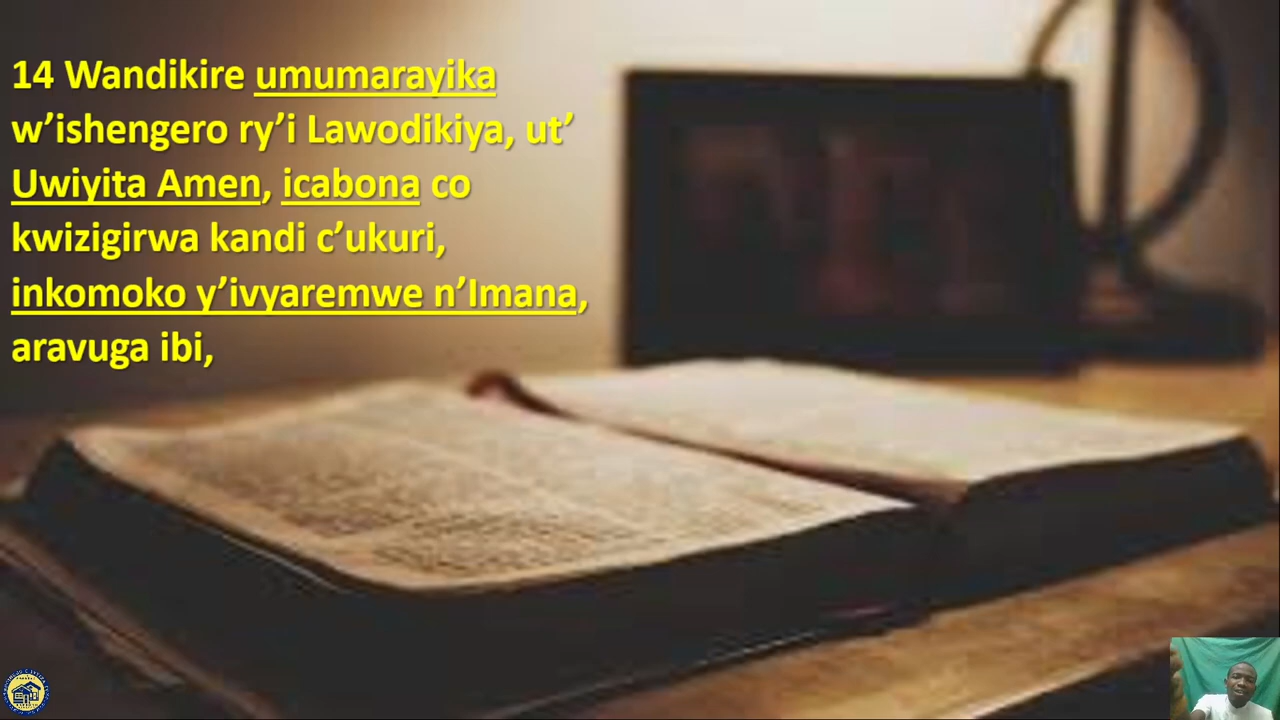 14 Wandikire umumarayika
w’ishengero ry’i Lawodikiya, ut’
Uwiyita Amen, icabona co
kwizigirwa kandi c’ukuri,
inkomoko y’ivyaremwe n’Imana,
aravuga ibi,